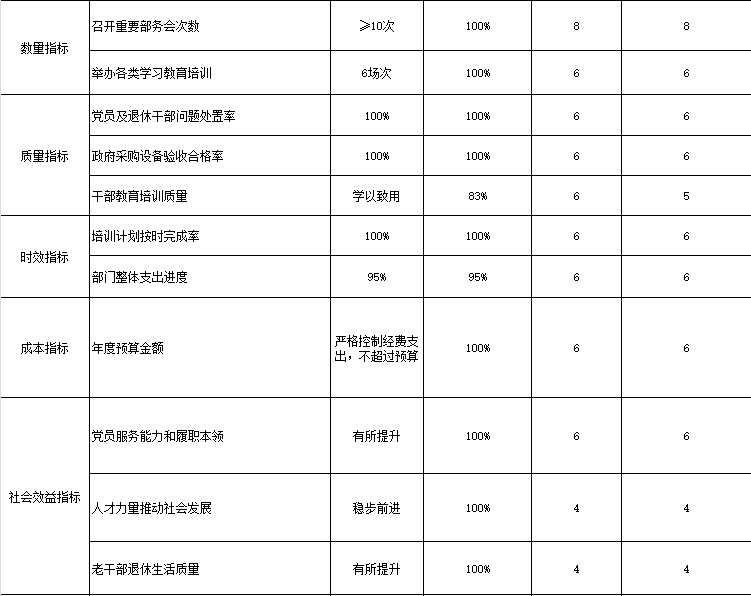 数量指标 召开重要部务会次数 ≥10次 100% 8 8
举办各类学习教育培训 6场次 100% 6 6
质量指标 党员及退休干部问题处置率 100% 100% 6 6
政府采购设备验收合格率 100% 100% 6 6
干部教育培训质量 学以致用 83% 6 5
时效指标 培训计划按时完成率 100% 100% 6 6
部门整体支出进度 95% 95% 6 6
成本指标 年度预算金额 严格控制经费支
出，不超过预算 100% 6 6
社会效益指标 党员服务能力和履职本领 有所提升 100% 6 6
人才力量推动社会发展 稳步前进 100% 4 4
老干部退休生活质量 有所提升 100% 4 4